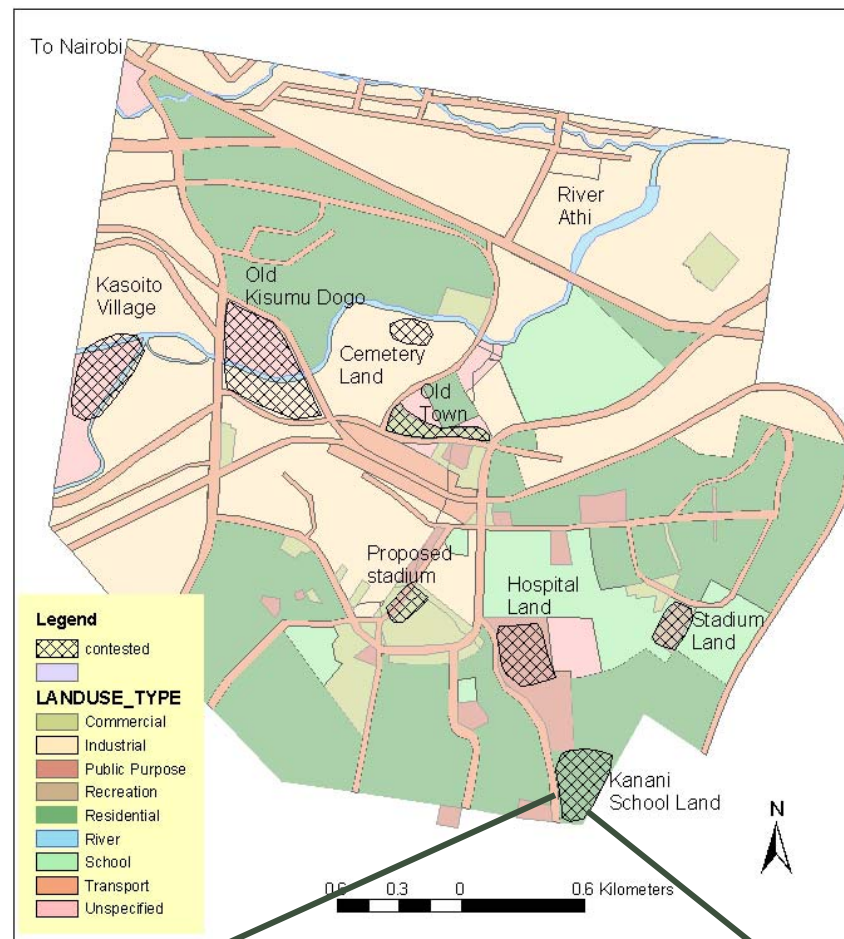 To Nairobi
River
Athi
Old
Kisumu Dogo
Kasoito
Village
Cemetery
Land
Old
Town
Proposed
stadium
Hospital
Land
Stadium
Land
Kanani
School Land
Legend
contested
LANDUSE_TYPE
Commercial
Industrial
Public Purpose
Recreation
Residential
River
School
Transport
Unspecified
N
0.6 0.3 0 0.6 Kilometers